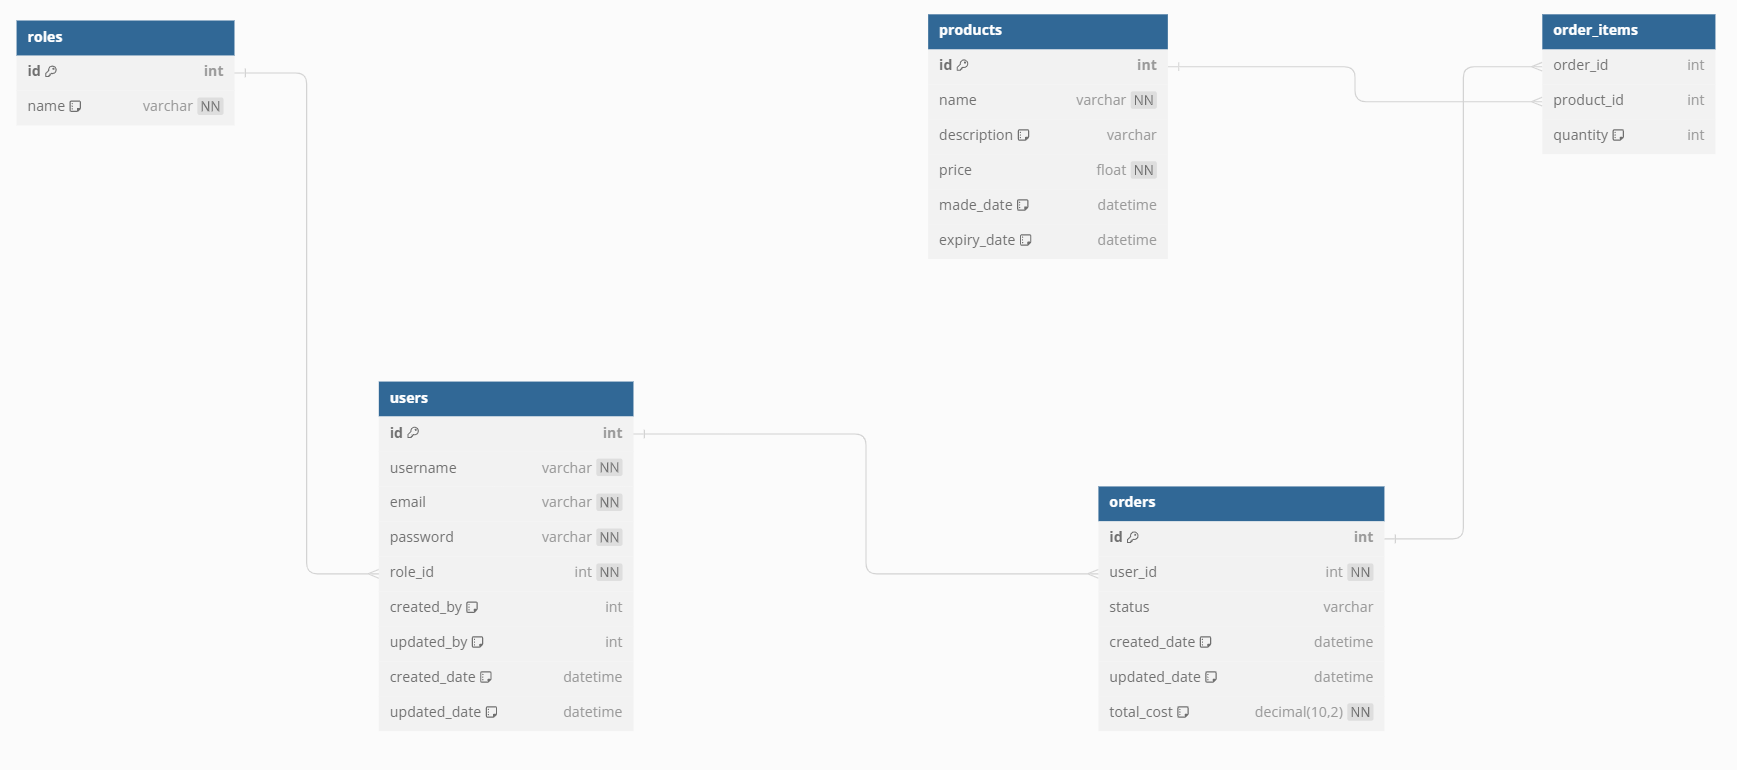 roles
id int
name varchar NN
products
id int
name varchar NN
description varchar
price float NN
made_date datetime
expiry_date datetime
order_items
order_id int
product_id int
quantity int
users
id int
username varchar NN
email varchar NN
password varchar NN
role_id int NN
created_by int
updated_by int
created_date datetime
updated_date datetime
orders
id int
user_id int NN
status varchar
created_date datetime
updated_date datetime
total_cost decimal(10,2) NN